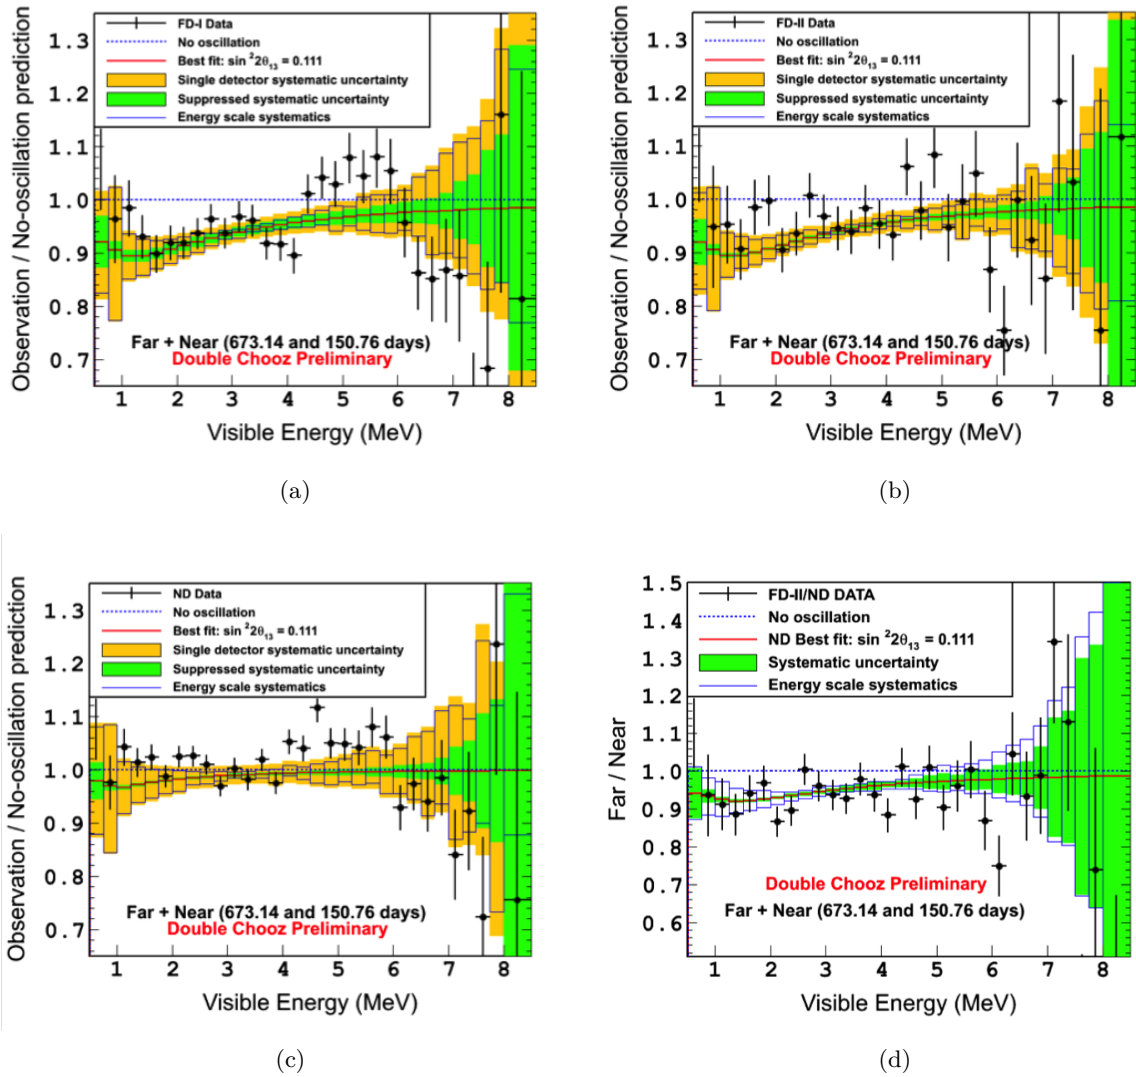 FD-I Data
No oscillation
Best fit: sin ²2θ₁₃ = 0.111
Single detector systematic uncertainty
Suppressed systematic uncertainty
Energy scale systematics
Observation / No-oscillation prediction
1.3
1.2
1.1
1.0
0.9
0.8
0.7
Far + Near (673.14 and 150.76 days)
Double Chooz Preliminary
1 2 3 4 5 6 7 8
Visible Energy (MeV)
(a)
FD-II Data
No oscillation
Best fit: sin ²2θ₁₃ = 0.111
Single detector systematic uncertainty
Suppressed systematic uncertainty
Energy scale systematics
Observation / No-oscillation prediction
1.3
1.2
1.1
1.0
0.9
0.8
0.7
Far + Near (673.14 and 150.76 days)
Double Chooz Preliminary
1 2 3 4 5 6 7 8
Visible Energy (MeV)
(b)
ND Data
No oscillation
Best fit: sin ²2θ₁₃ = 0.111
Single detector systematic uncertainty
Suppressed systematic uncertainty
Energy scale systematics
Observation / No-oscillation prediction
1.3
1.2
1.1
1.0
0.9
0.8
0.7
Far + Near (673.14 and 150.76 days)
Double Chooz Preliminary
1 2 3 4 5 6 7 8
Visible Energy (MeV)
(c)
FD-II/ND DATA
No oscillation
ND Best fit: sin ²2θ₁₃ = 0.111
Systematic uncertainty
Energy scale systematics
Far / Near
1.5
1.4
1.3
1.2
1.1
1.0
0.9
0.8
0.7
0.6
Double Chooz Preliminary
Far + Near (673.14 and 150.76 days)
1 2 3 4 5 6 7 8
Visible Energy (MeV)
(d)